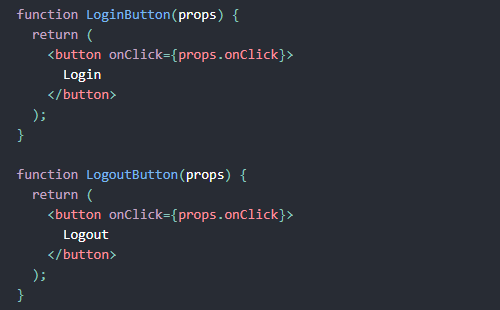 function LoginButton(props) {
  return (
    <button onClick={props.onClick}>
      Login
    </button>
  );
}

function LogoutButton(props) {
  return (
    <button onClick={props.onClick}>
      Logout
    </button>
  );
}